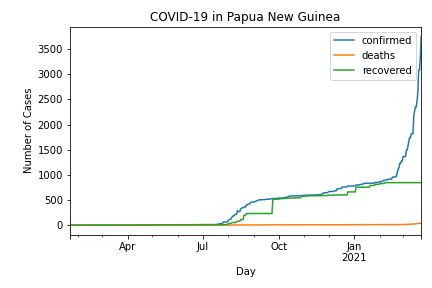 COVID-19 in Papua New Guinea
confirmed
deaths
recovered
Number of Cases
3500
3000
2500
2000
1500
1000
500
0
Apr
Jul
Oct
Jan
2021
Day